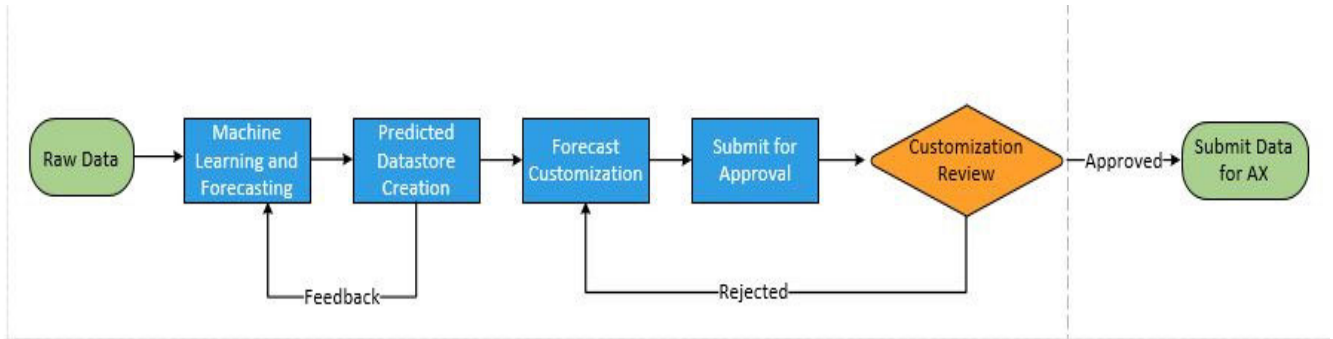 Raw Data
Machine
Learning and
Forecasting
Predicted
Datastore
Creation
Forecast
Customization
Submit for
Approval
Customization
Review
Approved
Submit Data
for AX
Feedback
Rejected